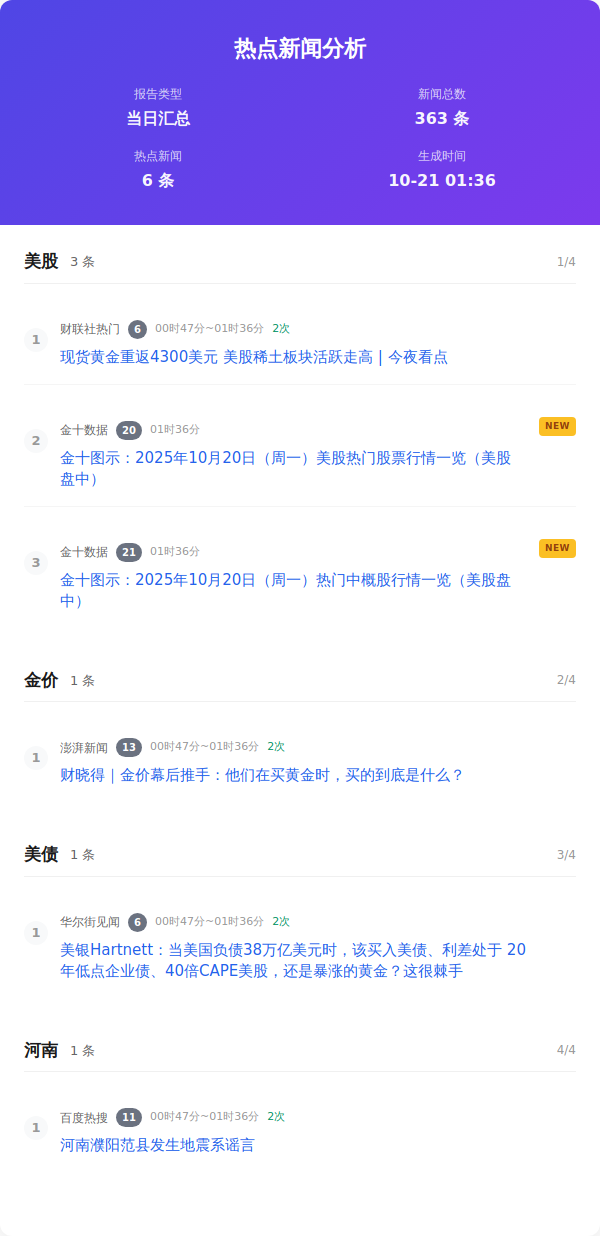 热点新闻分析
报告类型
新闻总数
当日汇总
363 条
热点新闻
生成时间
6 条
10-21 01:36
美股 3 条 1/4
1
财联社热门 6 00时47分~01时36分 2次
现货黄金重返4300美元 美股稀土板块活跃走高 | 今夜看点
2
金十数据 20 01时36分 NEW
金十图示：2025年10月20日（周一）美股热门股票行情一览（美股
盘中）
3
金十数据 21 01时36分 NEW
金十图示：2025年10月20日（周一）热门中概股行情一览（美股盘
中）
金价 1 条 2/4
1
澎湃新闻 13 00时47分~01时36分 2次
财晓得｜金价幕后推手：他们在买黄金时，买的到底是什么？
美债 1 条 3/4
1
华尔街见闻 6 00时47分~01时36分 2次
美银Hartnett：当美国负债38万亿美元时，该买入美债、利差处于 20
年低点企业债、40倍CAPE美股，还是暴涨的黄金？这很棘手
河南 1 条 4/4
1
百度热搜 11 00时47分~01时36分 2次
河南濮阳范县发生地震系谣言